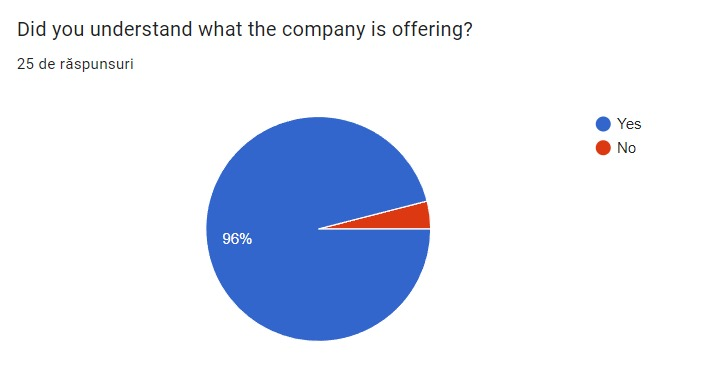 Did you understand what the company is offering?
25 de răspunsuri
Yes
No
96%